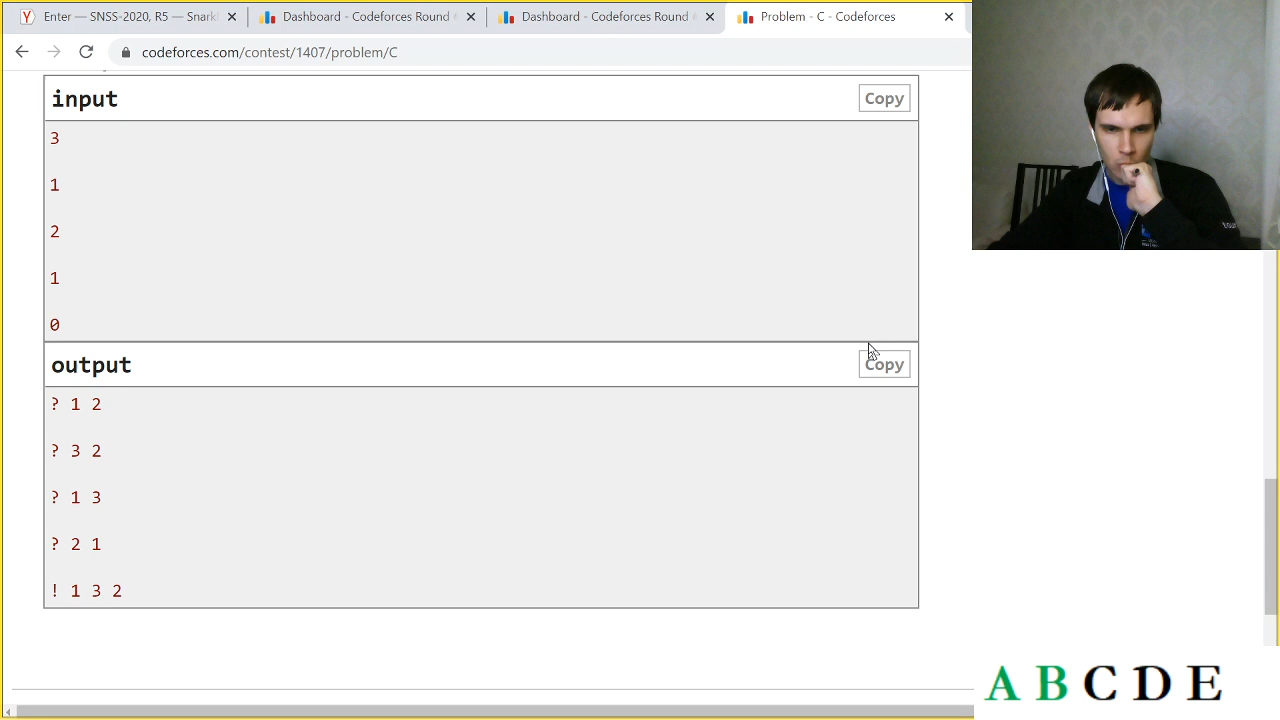 Enter — SNSS-2020, R5 — Snark
Dashboard - Codeforces Round
Dashboard - Codeforces Round
Problem - C - Codeforces
codeforces.com/contest/1407/problem/C
input
Copy
3
1
2
1
0
output
Copy
? 1 2
? 3 2
? 1 3
? 2 1
! 1 3 2
A B C D E